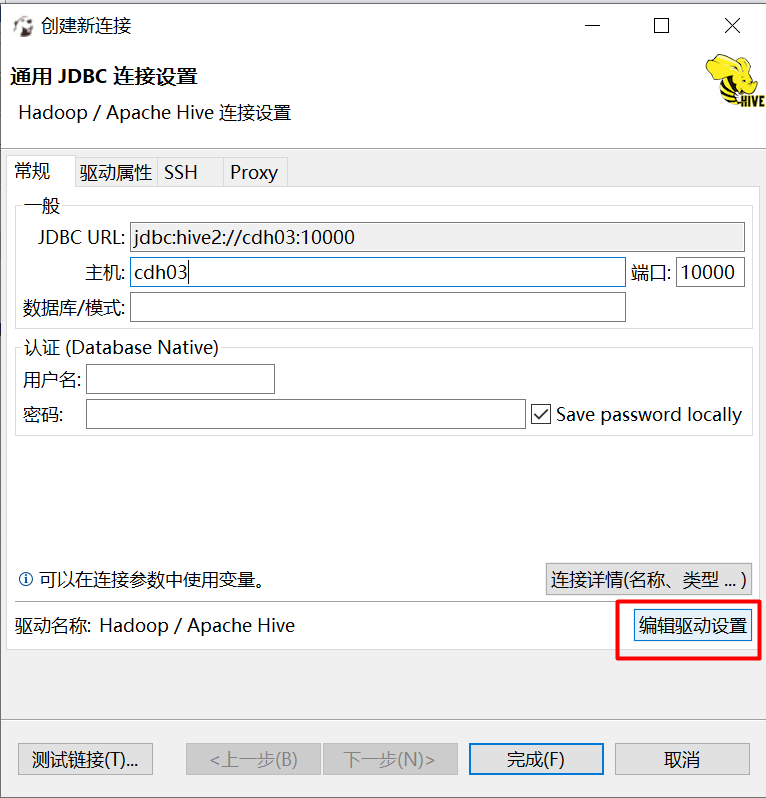 创建新连接
通用 JDBC 连接设置
Hadoop / Apache Hive 连接设置
HIVE
常规 驱动属性 SSH Proxy
一般
JDBC URL: jdbc:hive2://cdh03:10000
主机: cdh03 端口: 10000
数据库/模式:
认证 (Database Native)
用户名:
密码: Save password locally
可以在连接参数中使用变量。
连接详情(名称、类型 ... )
驱动名称: Hadoop / Apache Hive 编辑驱动设置
测试链接(T)... <上一步(B) 下一步(N)> 完成(F) 取消